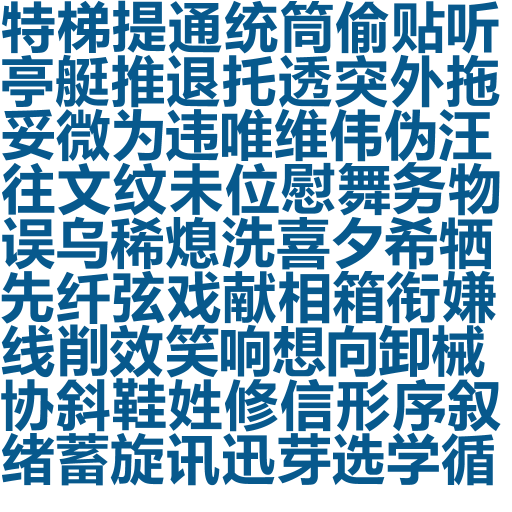 特梯提通统筒偷贴听
亭艇推退托透突外拖
妥微为违唯维伟伪汪
往文纹未位慰舞务物
误乌稀熄洗喜夕希牺
先纤弦戏献相箱衔嫌
线削效笑响想向卸械
协斜鞋姓修信形序叙
绪蓄旋讯迅芽选学循